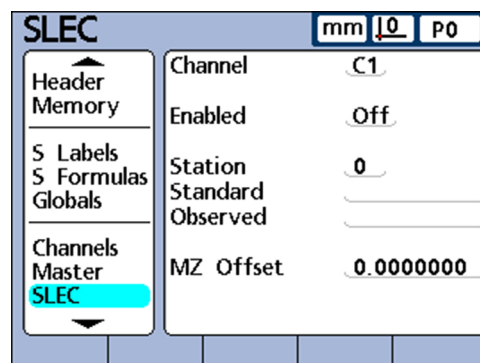 SLEC mm 0 P0
Header
Memory
S Labels
S Formulas
Globals
Channels
Master
SLEC
Channel C1
Enabled Off
Station 0
Standard
Observed
MZ Offset 0.0000000